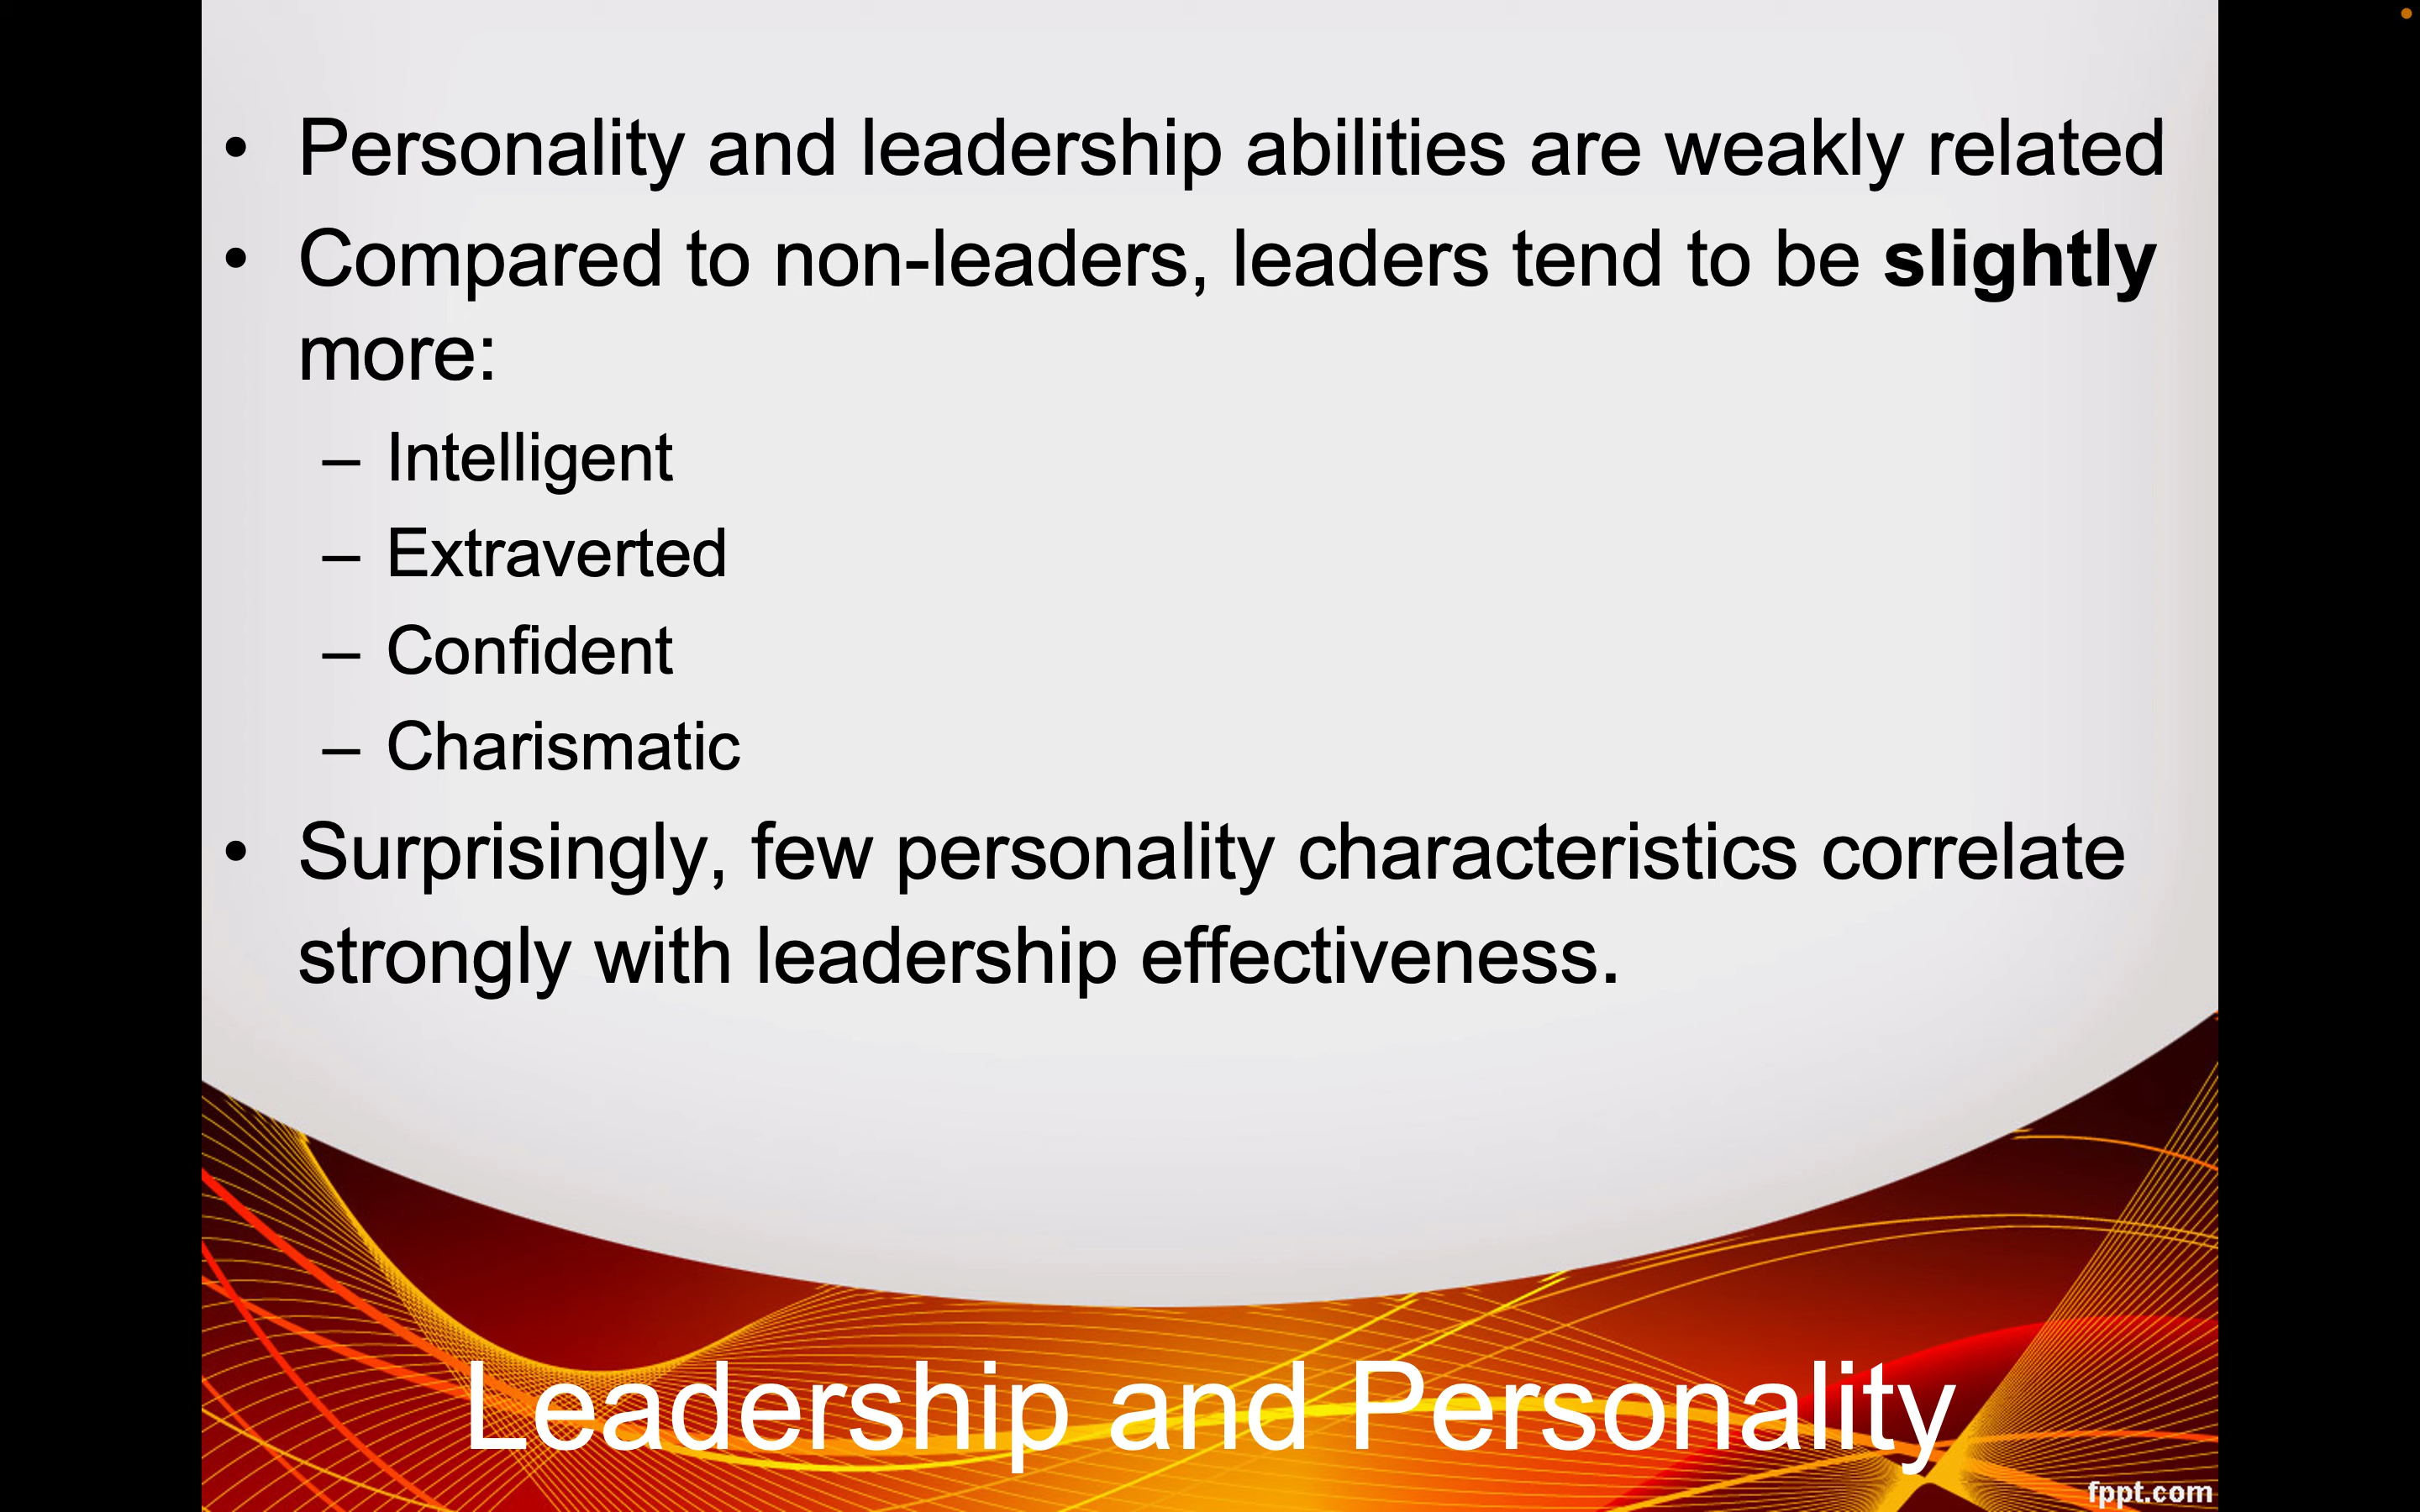 • Personality and leadership abilities are weakly related
• Compared to non-leaders, leaders tend to be slightly
more:
– Intelligent
– Extraverted
– Confident
– Charismatic
• Surprisingly, few personality characteristics correlate
strongly with leadership effectiveness.
Leadership and Personality
fppt.com